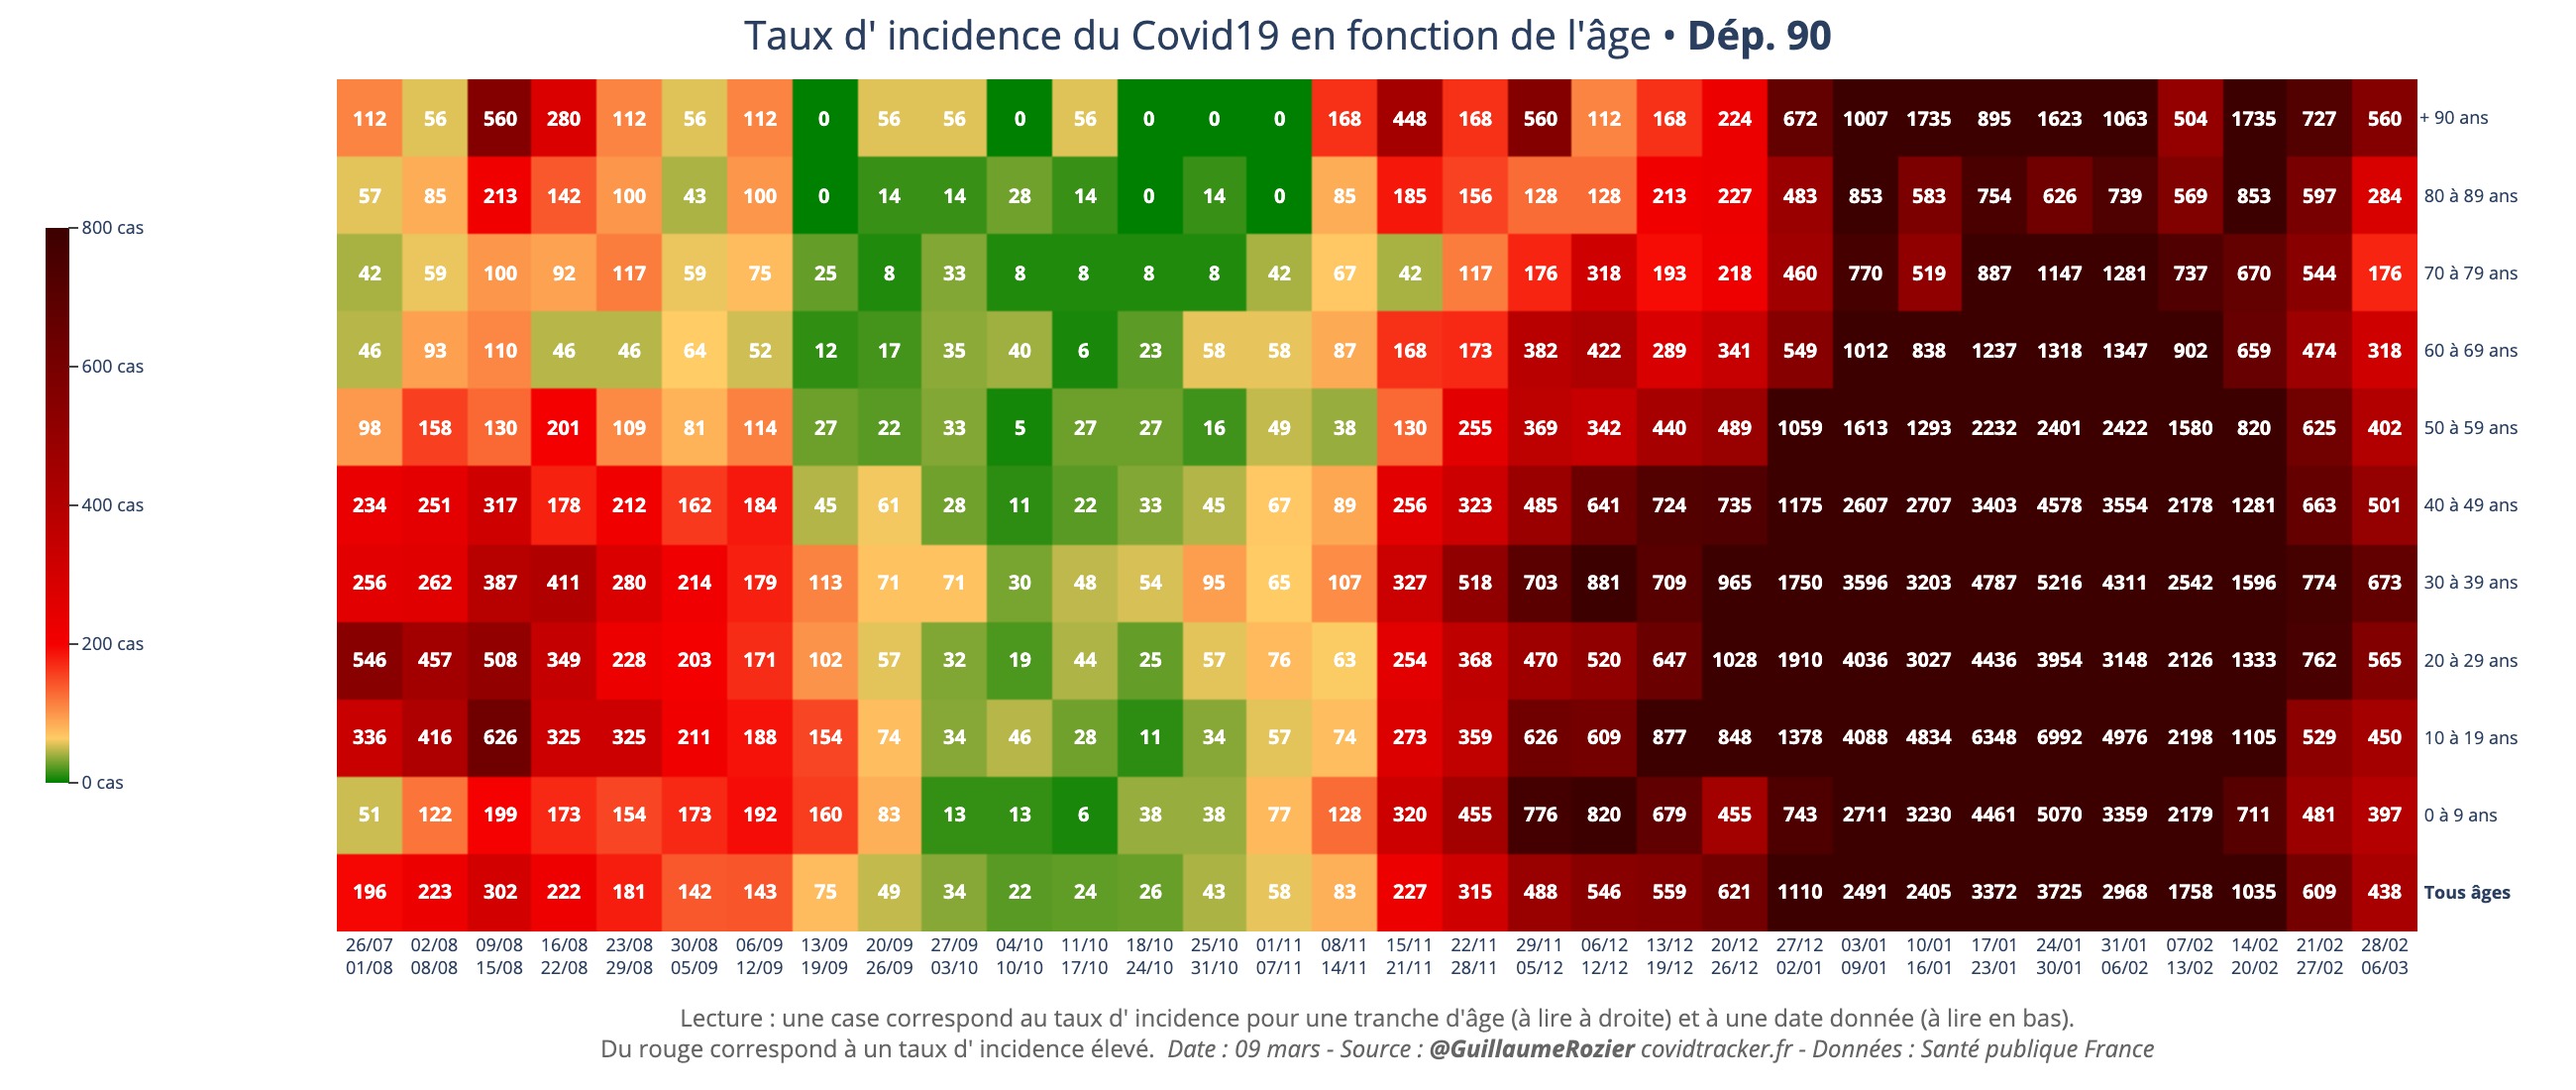 Taux d' incidence du Covid19 en fonction de l'âge • Dép. 90
112 56 560 280 112 56 112 0 56 56 0 56 0 0 0 168 448 168 560 112 168 224 672 1007 1735 895 1623 1063 504 1735 727 560 + 90 ans
57 85 213 142 100 43 100 0 14 14 28 14 0 14 0 85 185 156 128 128 213 227 483 853 583 754 626 739 569 853 597 284 80 à 89 ans
800 cas
42 59 100 92 117 59 75 25 8 33 8 8 8 8 42 67 42 117 176 318 193 218 460 770 519 887 1147 1281 737 670 544 176 70 à 79 ans
46 93 110 46 46 64 52 12 17 35 40 6 23 58 58 87 168 173 382 422 289 341 549 1012 838 1237 1318 1347 902 659 474 318 60 à 69 ans
600 cas
98 158 130 201 109 81 114 27 22 33 5 27 27 16 49 38 130 255 369 342 440 489 1059 1613 1293 2232 2401 2422 1580 820 625 402 50 à 59 ans
400 cas
234 251 317 178 212 162 184 45 61 28 11 22 33 45 67 89 256 323 485 641 724 735 1175 2607 2707 3403 4578 3554 2178 1281 663 501 40 à 49 ans
256 262 387 411 280 214 179 113 71 71 30 48 54 95 65 107 327 518 703 881 709 965 1750 3596 3203 4787 5216 4311 2542 1596 774 673 30 à 39 ans
200 cas
546 457 508 349 228 203 171 102 57 32 19 44 25 57 76 63 254 368 470 520 647 1028 1910 4036 3027 4436 3954 3148 2126 1333 762 565 20 à 29 ans
336 416 626 325 325 211 188 154 74 34 46 28 11 34 57 74 273 359 626 609 877 848 1378 4088 4834 6348 6992 4976 2198 1105 529 450 10 à 19 ans
0 cas
51 122 199 173 154 173 192 160 83 13 13 6 38 38 77 128 320 455 776 820 679 455 743 2711 3230 4461 5070 3359 2179 711 481 397 0 à 9 ans
196 223 302 222 181 142 143 75 49 34 22 24 26 43 58 83 227 315 488 546 559 621 1110 2491 2405 3372 3725 2968 1758 1035 609 438 Tous âges
26/07 02/08 09/08 16/08 23/08 30/08 06/09 13/09 20/09 27/09 04/10 11/10 18/10 25/10 01/11 08/11 15/11 22/11 29/11 06/12 13/12 20/12 27/12 03/01 10/01 17/01 24/01 31/01 07/02 14/02 21/02 28/02
01/08 08/08 15/08 22/08 29/08 05/09 12/09 19/09 26/09 03/10 10/10 17/10 24/10 31/10 07/11 14/11 21/11 28/11 05/12 12/12 19/12 26/12 02/01 09/01 16/01 23/01 30/01 06/02 13/02 20/02 27/02 06/03
Lecture : une case correspond au taux d' incidence pour une tranche d'âge (à lire à droite) et à une date donnée (à lire en bas).
Du rouge correspond à un taux d' incidence élevé. Date : 09 mars - Source : @GuillaumeRozier covidtracker.fr - Données : Santé publique France